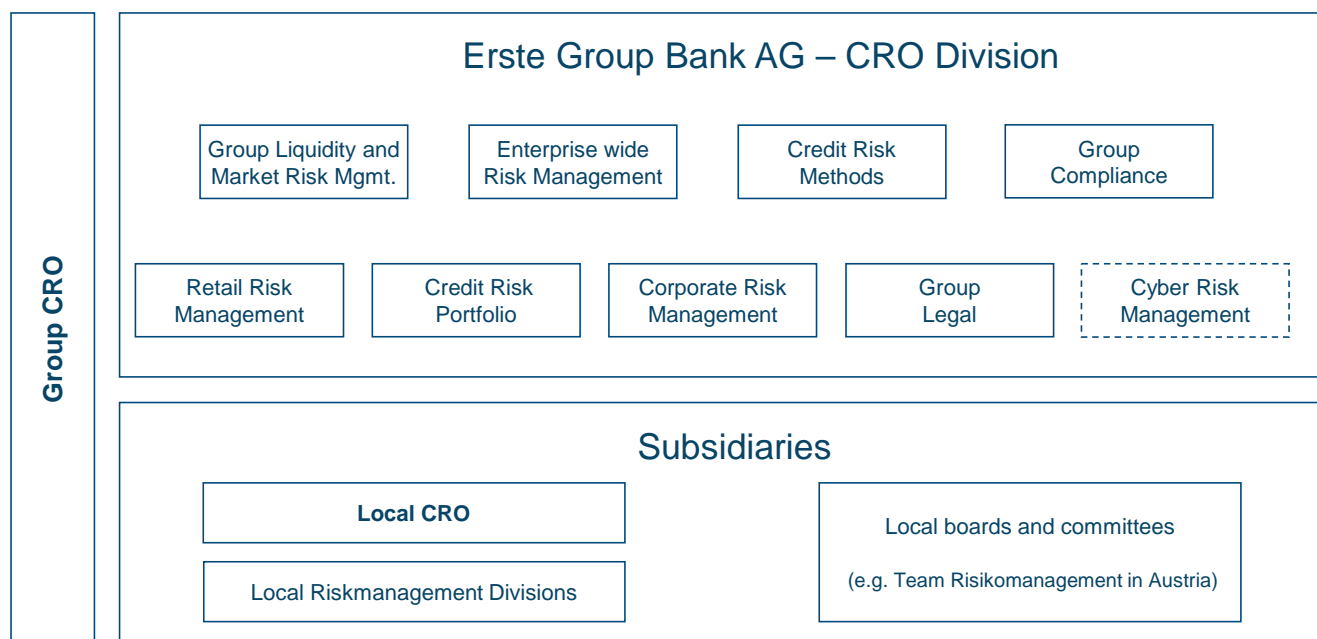 Group CRO
Erste Group Bank AG – CRO Division
Group Liquidity and
Market Risk Mgmt.
Enterprise wide
Risk Management
Credit Risk
Methods
Group
Compliance
Retail Risk
Management
Credit Risk
Portfolio
Corporate Risk
Management
Group
Legal
Cyber Risk
Management
Subsidiaries
Local CRO
Local Riskmanagement Divisions
Local boards and committees
(e.g. Team Risikomanagement in Austria)